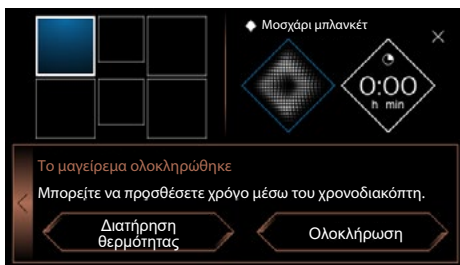 Μοσχάρι μπλανκέτ
0:00
h min
Το μαγείρεμα ολοκληρώθηκε
Μπορείτε να προσθέσετε χρόνο μέσω του χρονοδιακόπτη.
Διατήρηση
θερμότητας
Ολοκλήρωση